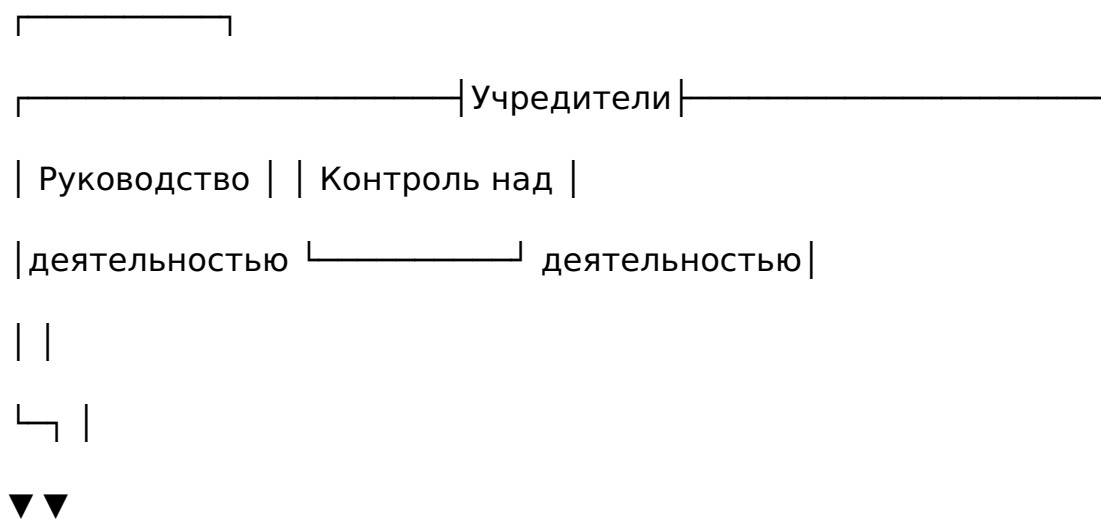 ┌───────────┐
┌───────────────────────┤Учредители├──────────────────────
│ Руководство │ │ Контроль над │
│деятельностью └───────────┘ деятельностью│
│ │
└─┐ │
▼ ▼